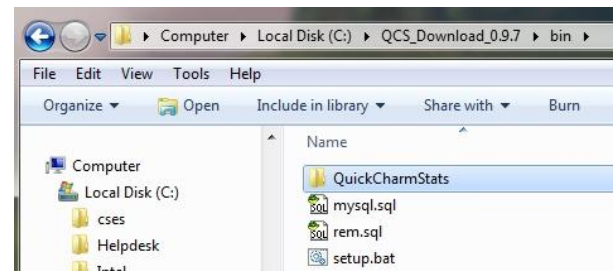 Computer Local Disk (C:) QCS_Download_0.9.7 bin
File Edit View Tools Help
Organize Open Include in library Share with Burn
Name
Computer
Local Disk (C:)
cses
Helpdesk
Intel
QuickCharmStats
mysql.sql
rem.sql
setup.bat